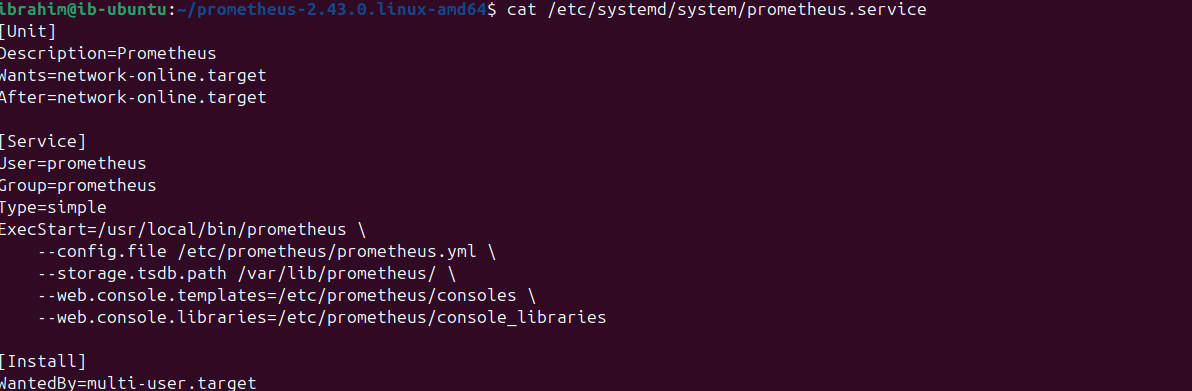 ibrahim@ib-ubuntu:~/prometheus-2.43.0.linux-amd64$ cat /etc/systemd/system/prometheus.service
[Unit]
Description=Prometheus
Wants=network-online.target
After=network-online.target

[Service]
User=prometheus
Group=prometheus
Type=simple
ExecStart=/usr/local/bin/prometheus \
    --config.file /etc/prometheus/prometheus.yml \
    --storage.tsdb.path /var/lib/prometheus/ \
    --web.console.templates=/etc/prometheus/consoles \
    --web.console.libraries=/etc/prometheus/console_libraries

[Install]
WantedBy=multi-user.target